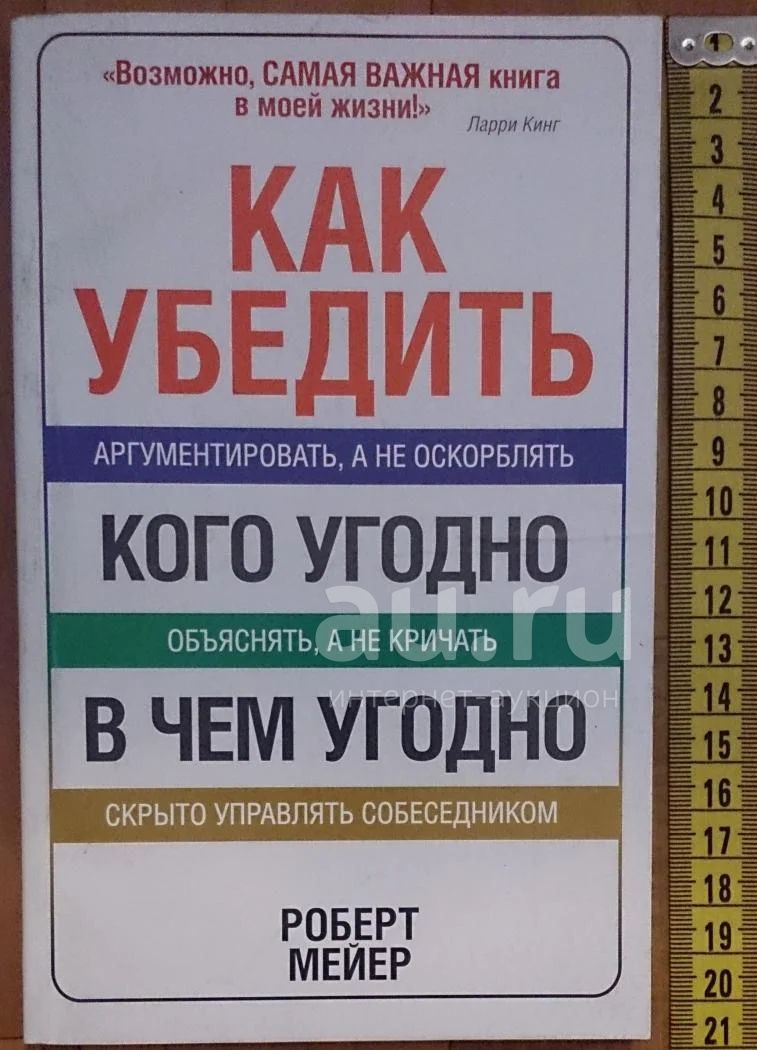 «Возможно, САМАЯ ВАЖНАЯ книга
в моей жизни!»
Ларри Кинг
КАК
УБЕДИТЬ
АРГУМЕНТИРОВАТЬ, А НЕ ОСКОРБЛЯТЬ
КОГО УГОДНО
ОБЪЯСНЯТЬ, А НЕ КРИЧАТЬ
В ЧЕМ УГОДНО
СКРЫТО УПРАВЛЯТЬ СОБЕСЕДНИКОМ
РОБЕРТ
МЕЙЕР
au.ru
интернет-аукцион
1
2
3
4
5
6
7
8
9
10
11
12
13
14
15
16
17
18
19
20
21